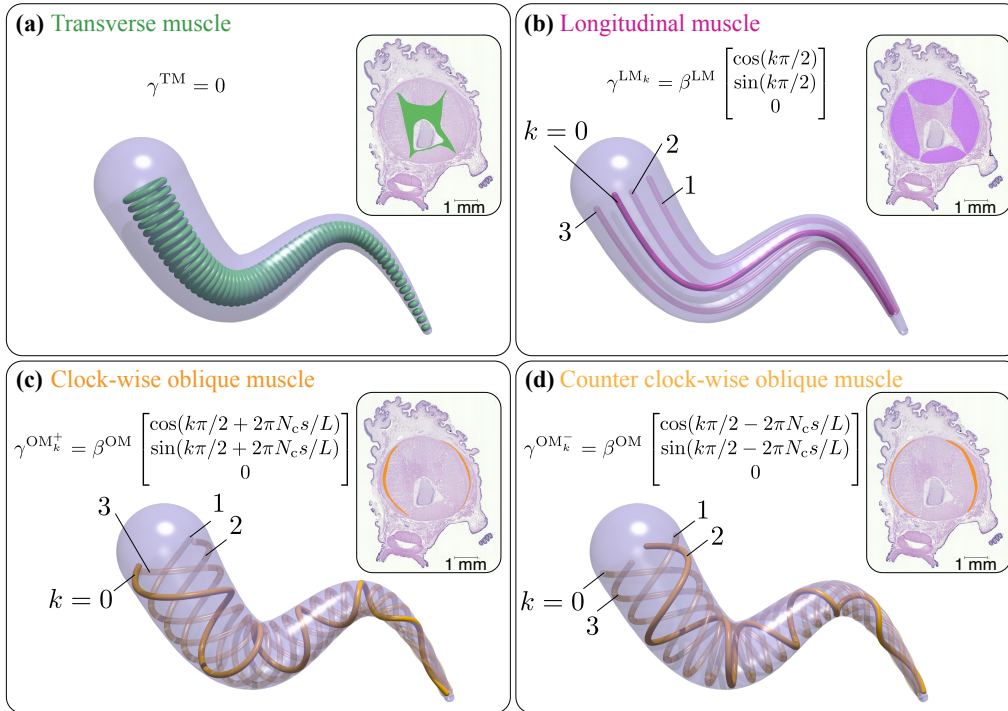 (a) Transverse muscle
γ^TM = 0
1 mm
(b) Longitudinal muscle
γ^LM_k = β^LM [cos(kπ/2)
sin(kπ/2)
0]
k = 0
2
1
3
1 mm
(c) Clock-wise oblique muscle
γ^OM_k^+ = β^OM [cos(kπ/2 + 2πN_c s/L)
sin(kπ/2 + 2πN_c s/L)
0]
3
1
2
k = 0
1 mm
(d) Counter clock-wise oblique muscle
γ^OM_k^- = β^OM [cos(kπ/2 − 2πN_c s/L)
sin(kπ/2 − 2πN_c s/L)
0]
1
2
k = 0
3
1 mm